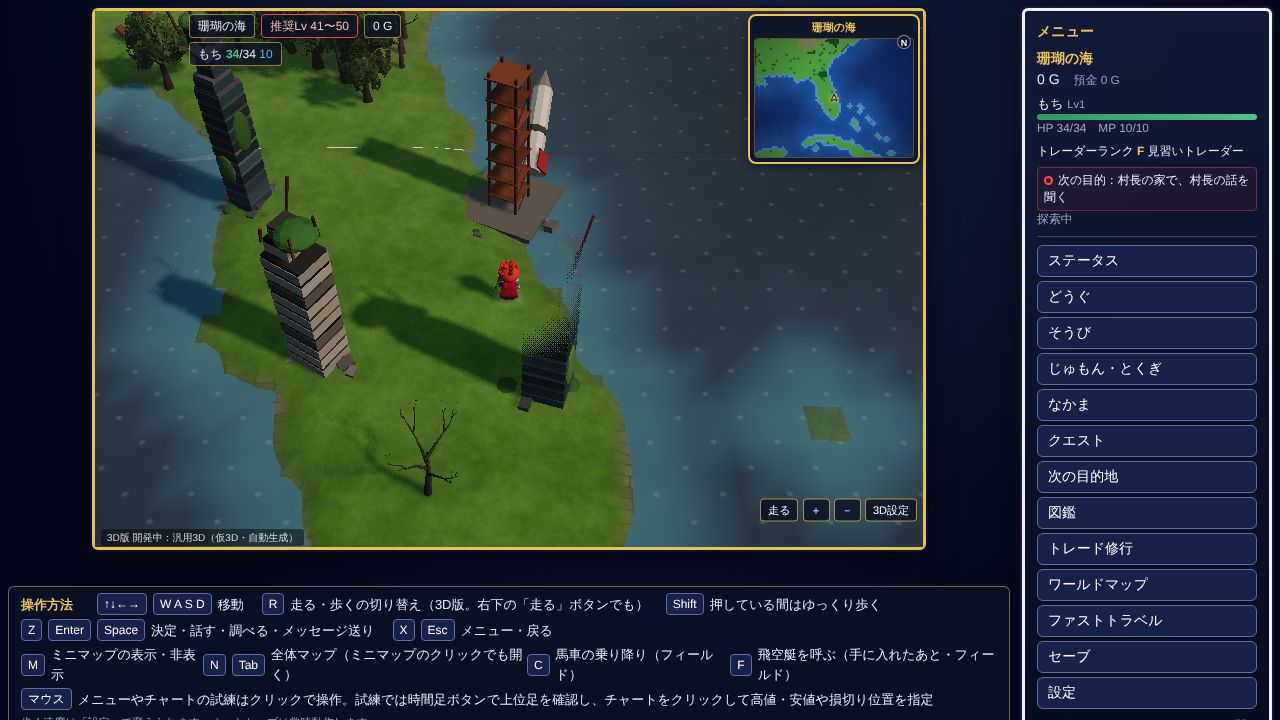 珊瑚の海 推奨Lv 41〜50 0 G
もち 34/34 10
珊瑚の海
N
走る ＋ － 3D設定
3D版 開発中：汎用3D（仮3D・自動生成）
メニュー
珊瑚の海
0 G 預金 0 G
もち Lv1
HP 34/34 MP 10/10
トレーダーランク F 見習いトレーダー
次の目的：村長の家で、村長の話を
聞く
探索中
ステータス
どうぐ
そうび
じゅもん・とくぎ
なかま
クエスト
次の目的地
図鑑
トレード修行
ワールドマップ
ファストトラベル
セーブ
設定
操作方法 ↑↓←→ W A S D 移動 R 走る・歩くの切り替え（3D版。右下の「走る」ボタンでも） Shift 押している間はゆっくり歩く
Z Enter Space 決定・話す・調べる・メッセージ送り X Esc メニュー・戻る
M ミニマップの表示・非表示 N Tab 全体マップ（ミニマップのクリックでも開く） C 馬車の乗り降り（フィールド） F 飛空艇を呼ぶ（手に入れたあと・フィールド）
マウス メニューやチャートの試練はクリックで操作。試練では時間足ボタンで上位足を確認し、チャートをクリックして高値・安値や損切り位置を指定